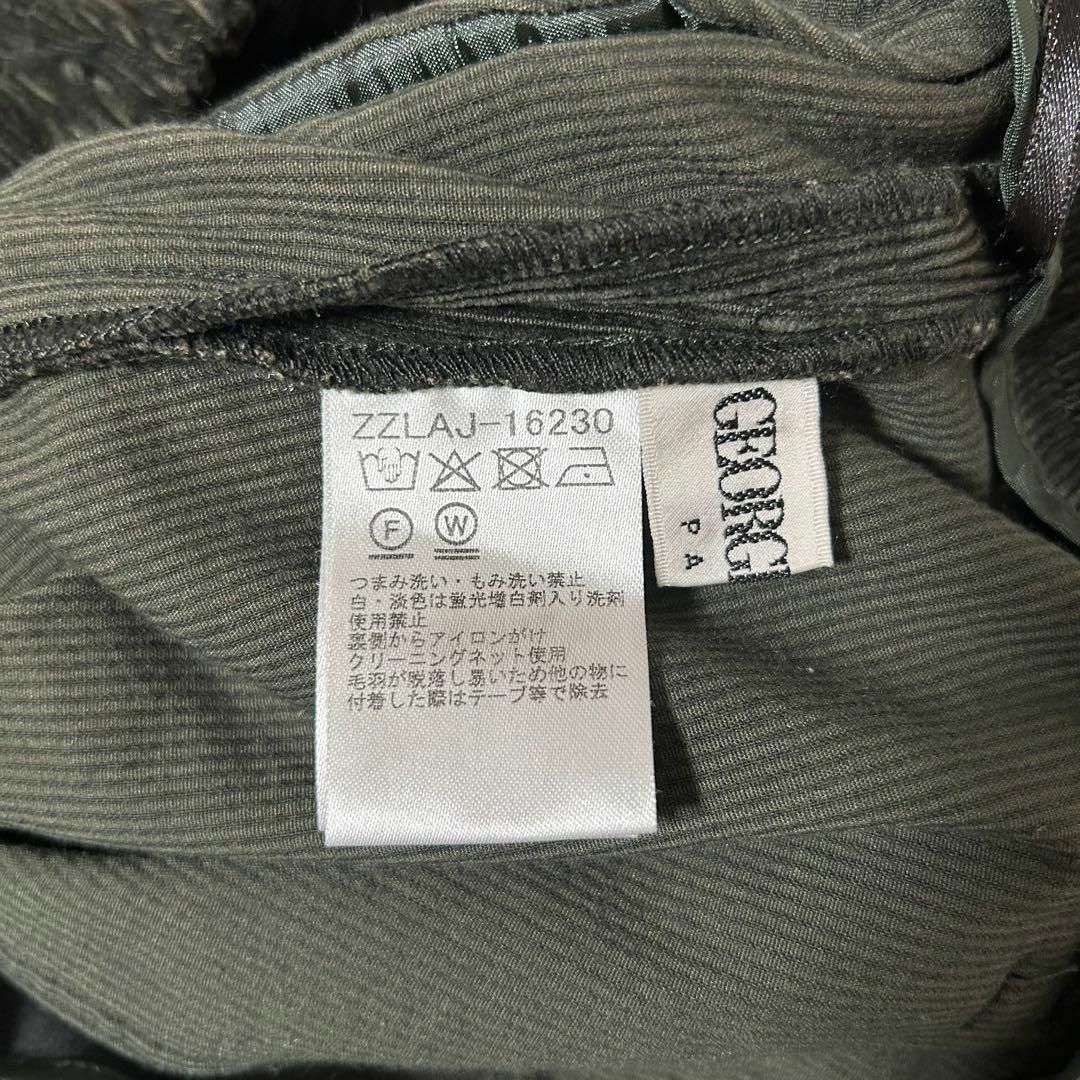 ZZLAJ-16230
F W
つまみ洗い・もみ洗い禁止
白・淡色は蛍光増白剤入り洗剤
使用禁止
裏側からアイロンがけ
クリーニングネット使用
毛羽が脱落し易いため他の物に
付着した際はテープ等で除去
GEORG
PA